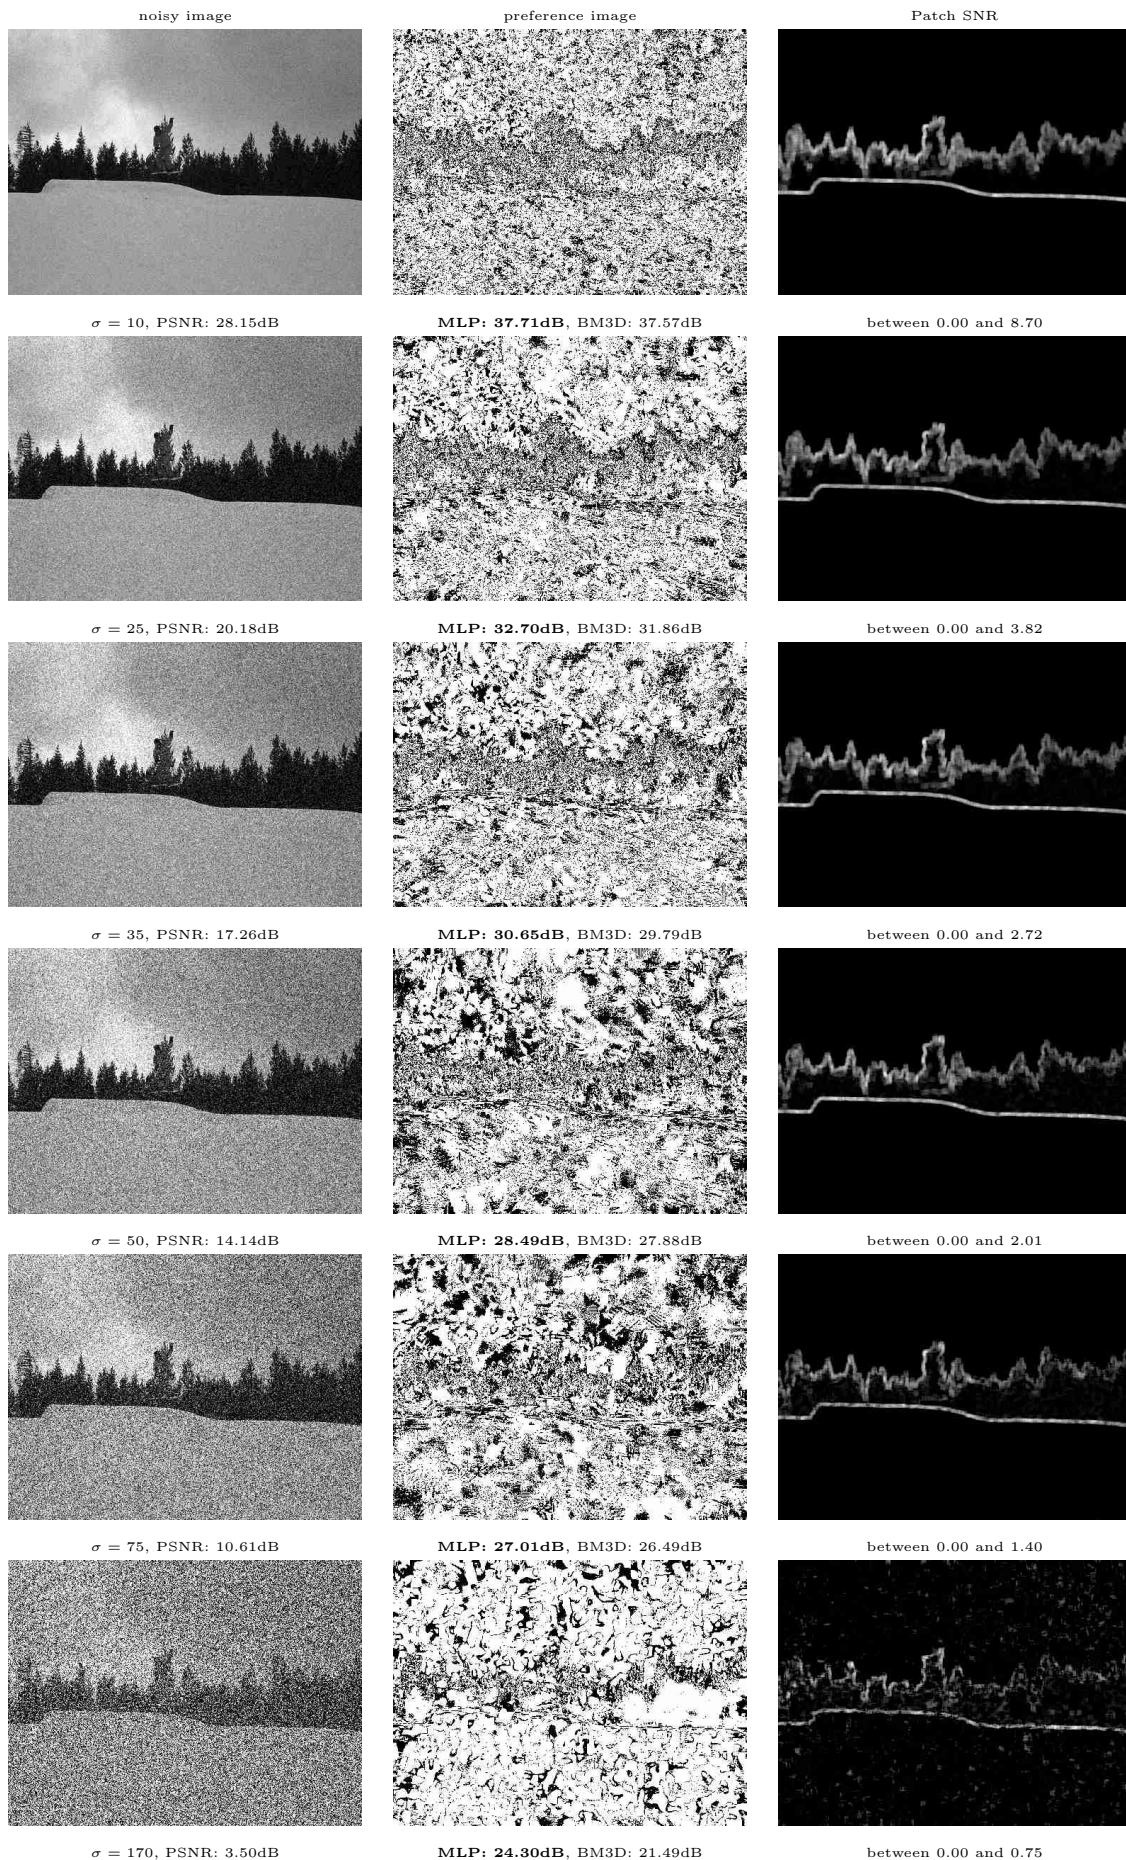 noisy image preference image Patch SNR
σ = 10, PSNR: 28.15dB MLP: 37.71dB, BM3D: 37.57dB between 0.00 and 8.70
σ = 25, PSNR: 20.18dB MLP: 32.70dB, BM3D: 31.86dB between 0.00 and 3.82
σ = 35, PSNR: 17.26dB MLP: 30.65dB, BM3D: 29.79dB between 0.00 and 2.72
σ = 50, PSNR: 14.14dB MLP: 28.49dB, BM3D: 27.88dB between 0.00 and 2.01
σ = 75, PSNR: 10.61dB MLP: 27.01dB, BM3D: 26.49dB between 0.00 and 1.40
σ = 170, PSNR: 3.50dB MLP: 24.30dB, BM3D: 21.49dB between 0.00 and 0.75